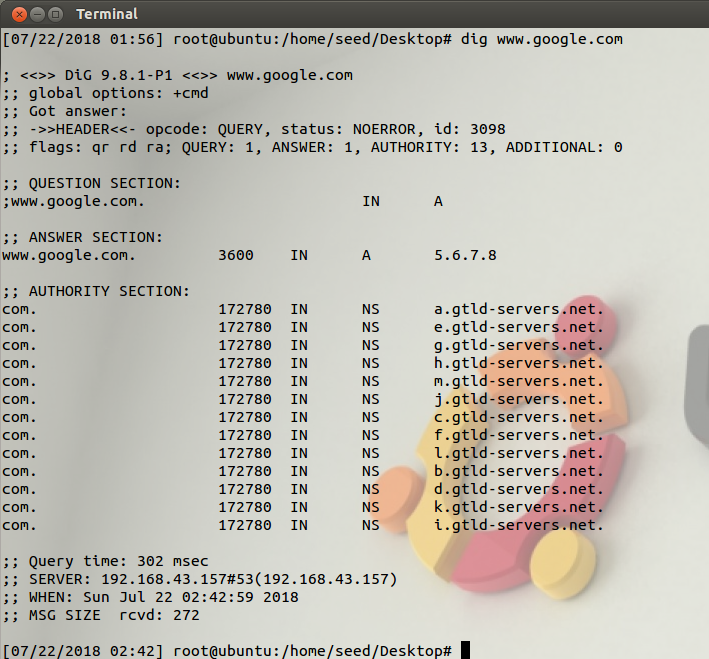 Terminal
[07/22/2018 01:56] root@ubuntu:/home/seed/Desktop# dig www.google.com
; <<>> DiG 9.8.1-P1 <<>> www.google.com
;; global options: +cmd
;; Got answer:
;; ->>HEADER<<- opcode: QUERY, status: NOERROR, id: 3098
;; flags: qr rd ra; QUERY: 1, ANSWER: 1, AUTHORITY: 13, ADDITIONAL: 0
;; QUESTION SECTION:
;www.google.com. IN A
;; ANSWER SECTION:
www.google.com. 3600 IN A 5.6.7.8
;; AUTHORITY SECTION:
com. 172780 IN NS a.gtld-servers.net.
com. 172780 IN NS e.gtld-servers.net.
com. 172780 IN NS g.gtld-servers.net.
com. 172780 IN NS h.gtld-servers.net.
com. 172780 IN NS m.gtld-servers.net.
com. 172780 IN NS j.gtld-servers.net.
com. 172780 IN NS c.gtld-servers.net.
com. 172780 IN NS f.gtld-servers.net.
com. 172780 IN NS l.gtld-servers.net.
com. 172780 IN NS b.gtld-servers.net.
com. 172780 IN NS d.gtld-servers.net.
com. 172780 IN NS k.gtld-servers.net.
com. 172780 IN NS i.gtld-servers.net.
;; Query time: 302 msec
;; SERVER: 192.168.43.157#53(192.168.43.157)
;; WHEN: Sun Jul 22 02:42:59 2018
;; MSG SIZE rcvd: 272
[07/22/2018 02:42] root@ubuntu:/home/seed/Desktop#